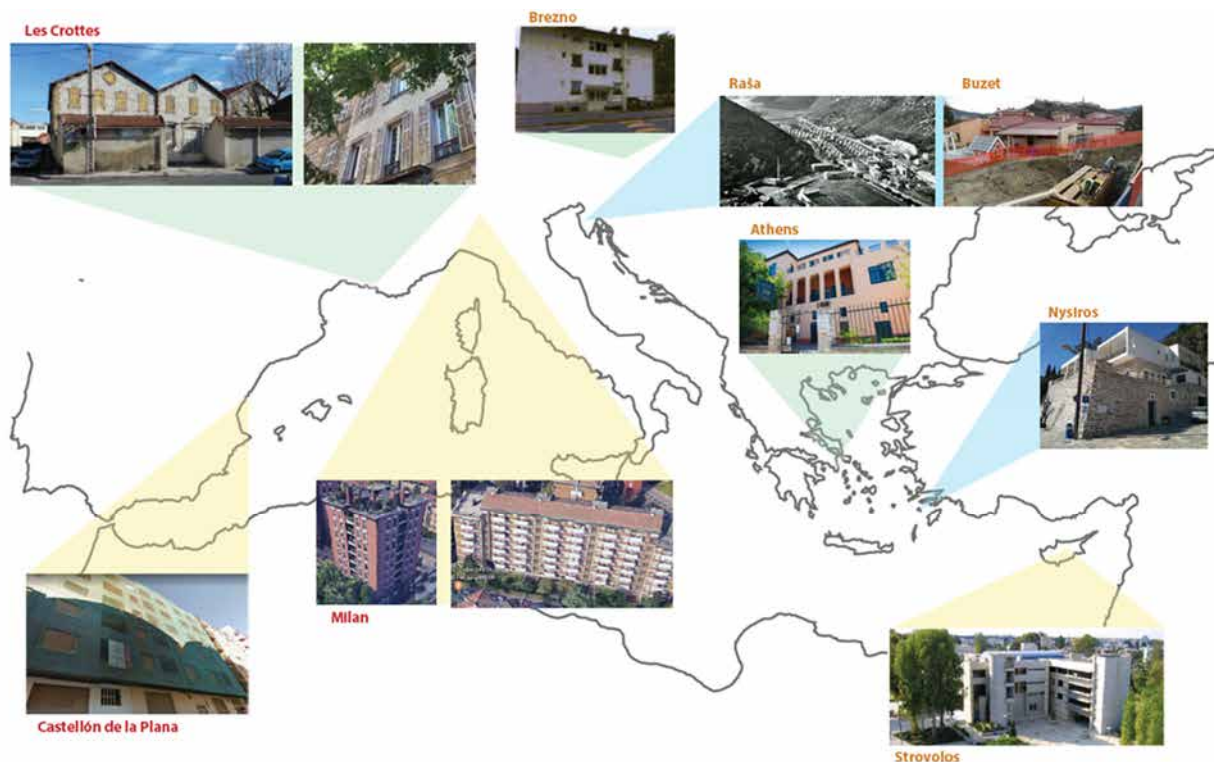 Les Crottes
Brezno
Raša
Buzet
Athens
Nysiros
Milan
Castellón de la Plana
Strovolos